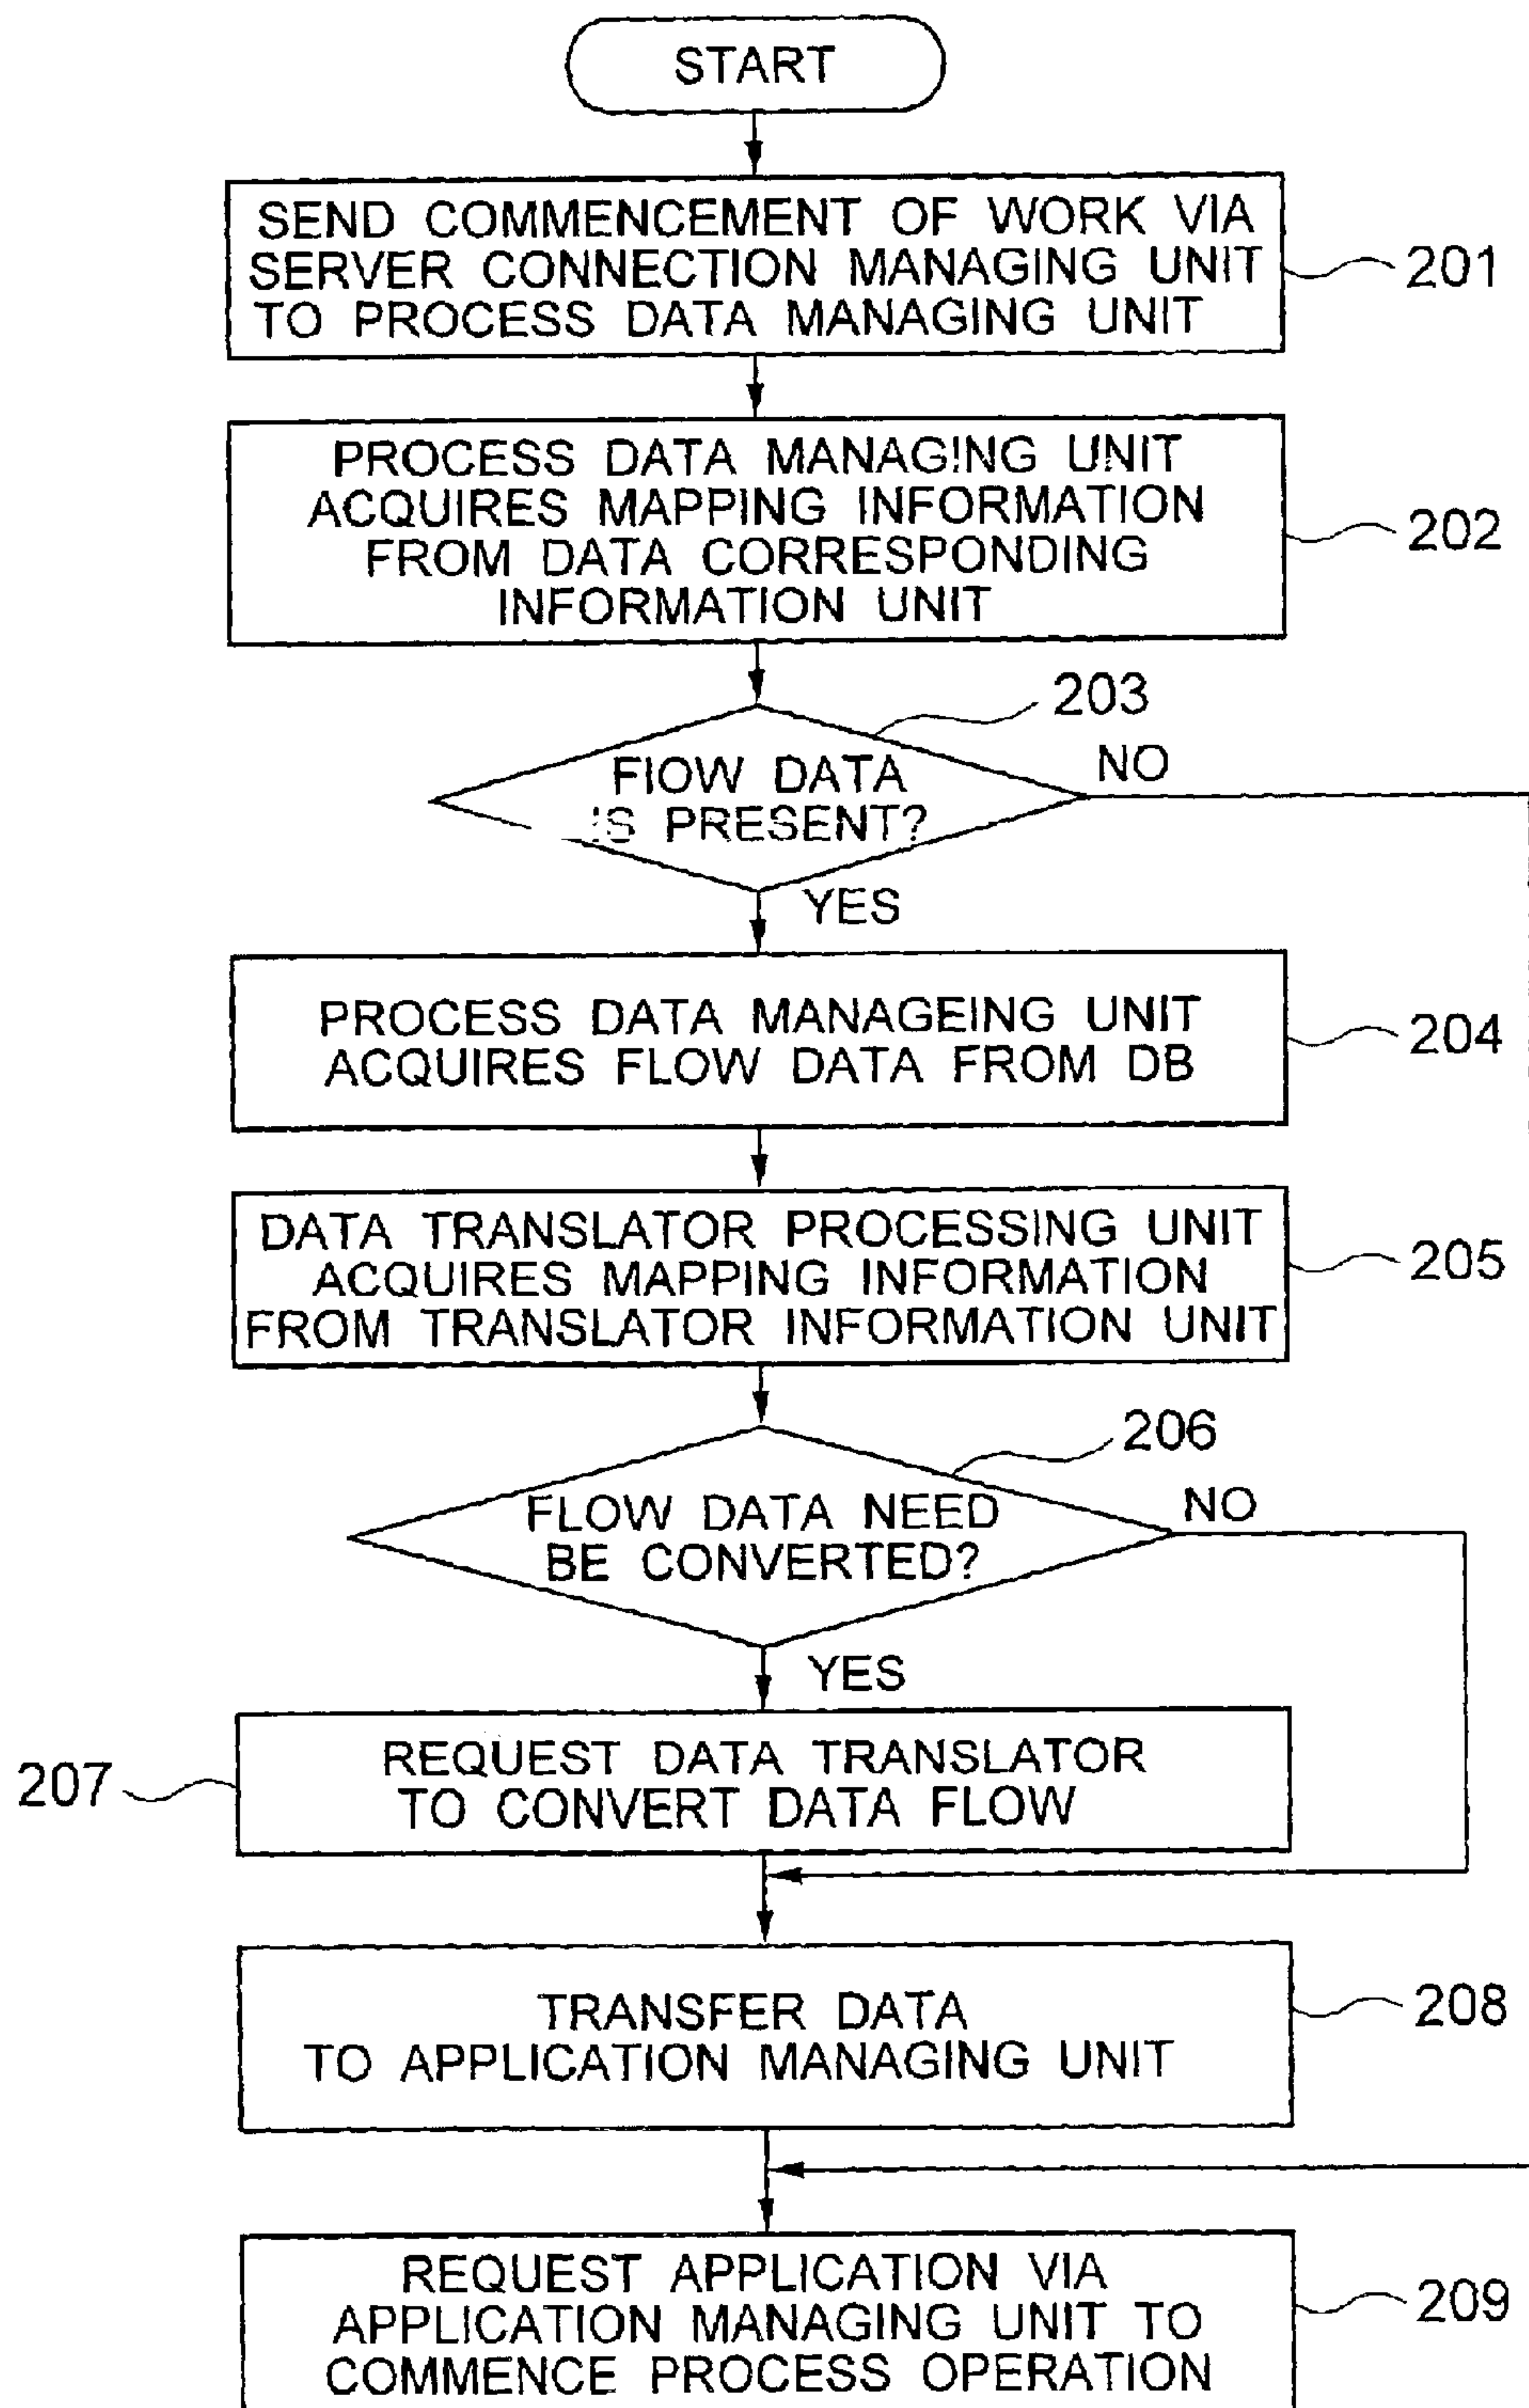 START
SEND COMMENCEMENT OF WORK VIA
SERVER CONNECTION MANAGING UNIT
TO PROCESS DATA MANAGING UNIT
201
PROCESS DATA MANAGING UNIT
ACQUIRES MAPPING INFORMATION
FROM DATA CORRESPONDING
INFORMATION UNIT
202
203
FIOW DATA
IS PRESENT?
NO
YES
PROCESS DATA MANAGEING UNIT
ACQUIRES FLOW DATA FROM DB
204
DATA TRANSLATOR PROCESSING UNIT
ACQUIRES MAPPING INFORMATION
FROM TRANSLATOR INFORMATION UNIT
205
206
FLOW DATA NEED
BE CONVERTED?
NO
YES
207
REQUEST DATA TRANSLATOR
TO CONVERT DATA FLOW
TRANSFER DATA
TO APPLICATION MANAGING UNIT
208
REQUEST APPLICATION VIA
APPLICATION MANAGING UNIT TO
COMMENCE PROCESS OPERATION
209